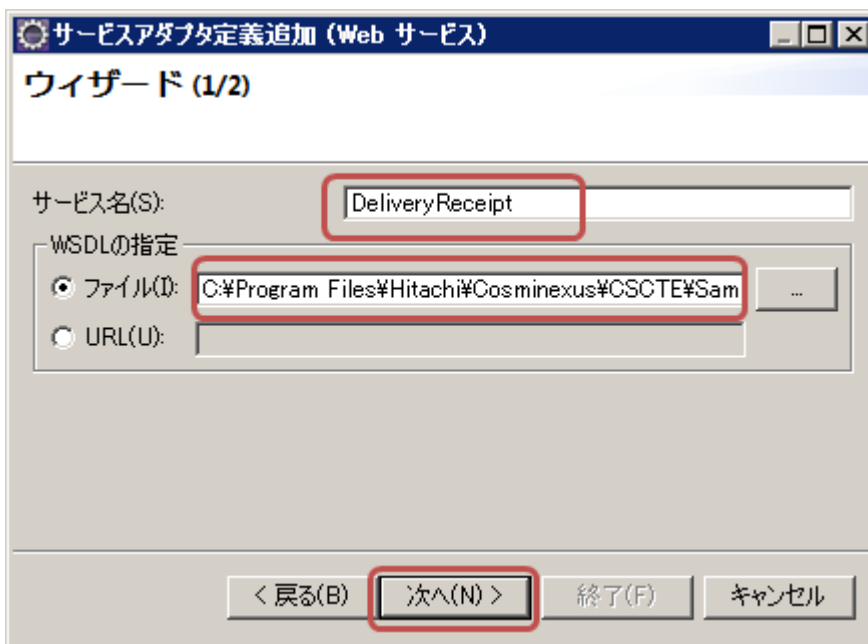 サービスアダプタ定義追加（Web サービス）
ウィザード (1/2)
サービス名(S): DeliveryReceipt
WSDLの指定
ファイル(I): C:¥Program Files¥Hitachi¥Cosminexus¥CSCTE¥Sam ...
URL(U):
< 戻る(B) 次へ(N) > 終了(F) キャンセル